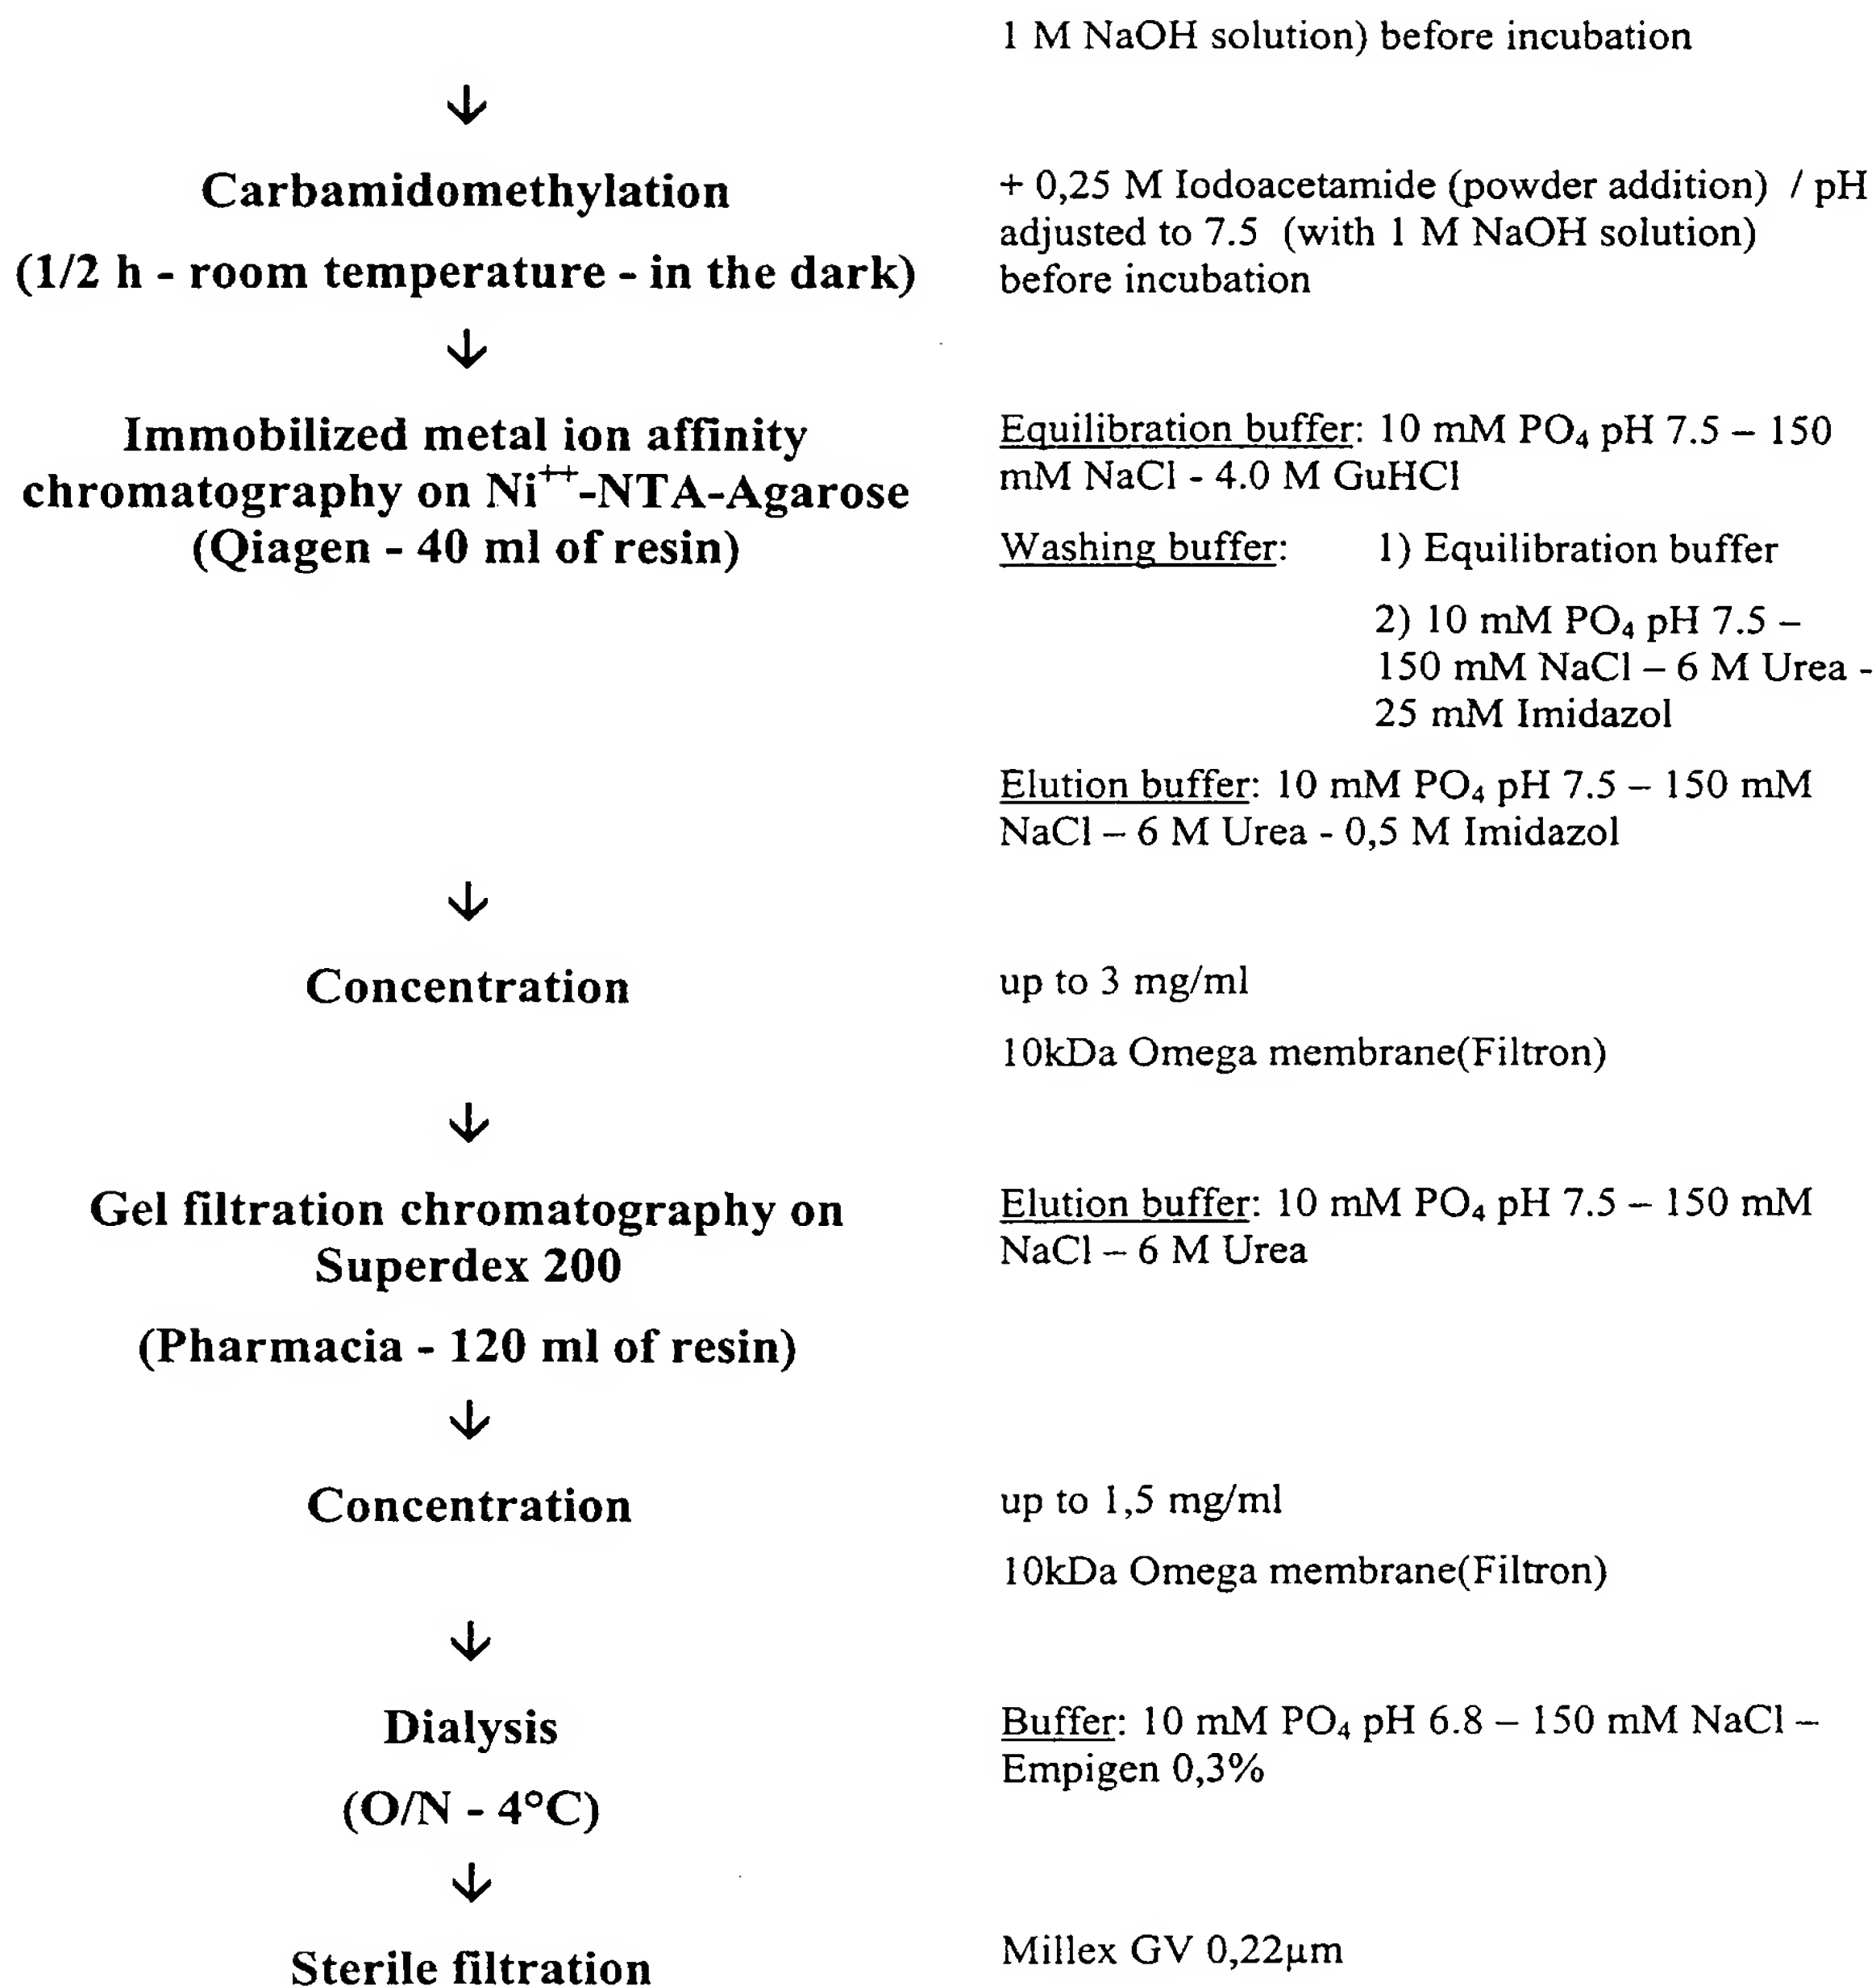 1 M NaOH solution) before incubation
↓
Carbamidomethylation
(1/2 h - room temperature - in the dark)
+ 0,25 M Iodoacetamide (powder addition) / pH
adjusted to 7.5 (with 1 M NaOH solution)
before incubation
↓
Immobilized metal ion affinity
chromatography on Ni⁺⁺-NTA-Agarose
(Qiagen - 40 ml of resin)
Equilibration buffer: 10 mM PO₄ pH 7.5 – 150
mM NaCl - 4.0 M GuHCl
Washing buffer: 1) Equilibration buffer
2) 10 mM PO₄ pH 7.5 –
150 mM NaCl – 6 M Urea -
25 mM Imidazol
Elution buffer: 10 mM PO₄ pH 7.5 – 150 mM
NaCl – 6 M Urea - 0,5 M Imidazol
↓
Concentration
up to 3 mg/ml
10kDa Omega membrane(Filtron)
↓
Gel filtration chromatography on
Superdex 200
(Pharmacia - 120 ml of resin)
Elution buffer: 10 mM PO₄ pH 7.5 – 150 mM
NaCl – 6 M Urea
↓
Concentration
up to 1,5 mg/ml
10kDa Omega membrane(Filtron)
↓
Dialysis
(O/N - 4°C)
Buffer: 10 mM PO₄ pH 6.8 – 150 mM NaCl –
Empigen 0,3%
↓
Sterile filtration
Millex GV 0,22µm